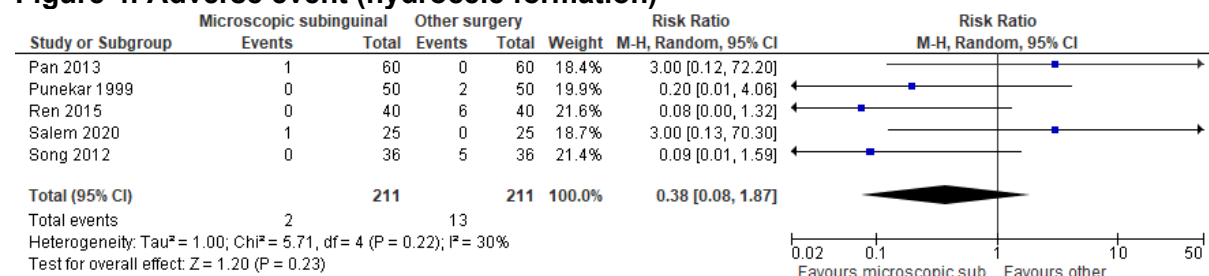 Figure 4: Adverse event (hydrocele formation)
Microscopic subinguinal Other surgery Risk Ratio Risk Ratio
Study or Subgroup Events Total Events Total Weight M-H, Random, 95% CI M-H, Random, 95% CI
Pan 2013 1 60 0 60 18.4% 3.00 [0.12, 72.20]
Punekar 1999 0 50 2 50 19.9% 0.20 [0.01, 4.06]
Ren 2015 0 40 6 40 21.6% 0.08 [0.00, 1.32]
Salem 2020 1 25 0 25 18.7% 3.00 [0.13, 70.30]
Song 2012 0 36 5 36 21.4% 0.09 [0.01, 1.59]
Total (95% CI) 211 211 100.0% 0.38 [0.08, 1.87]
Total events 2 13
Heterogeneity: Tau² = 1.00; Chi² = 5.71, df = 4 (P = 0.22); I² = 30%
Test for overall effect: Z = 1.20 (P = 0.23)
0.02 0.1 1 10 50
Favours microscopic sub Favours other